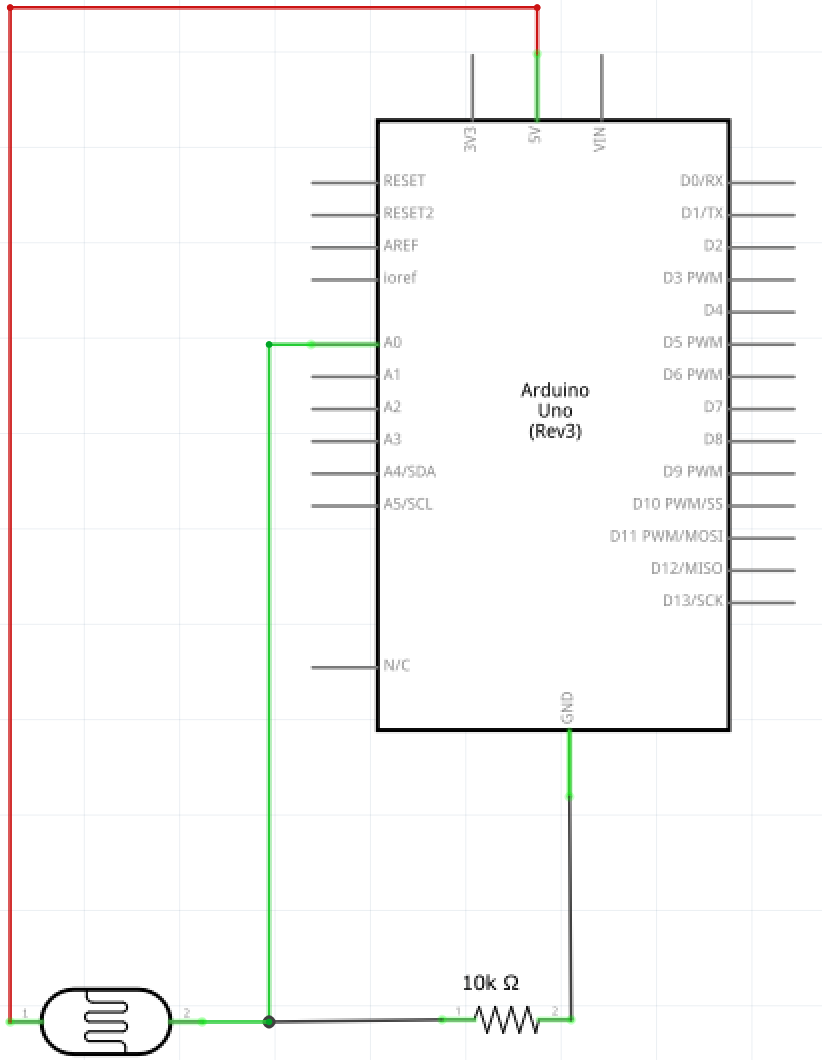 3V3
5V
VIN
RESET
D0/RX
RESET2
D1/TX
AREF
D2
ioref
D3 PWM
D4
A0
D5 PWM
A1
D6 PWM
Arduino
Uno
(Rev3)
A2
D7
A3
D8
A4/SDA
D9 PWM
A5/SCL
D10 PWM/SS
D11 PWM/MOSI
D12/MISO
D13/SCK
N/C
GND
10k Ω
1
2
1
2